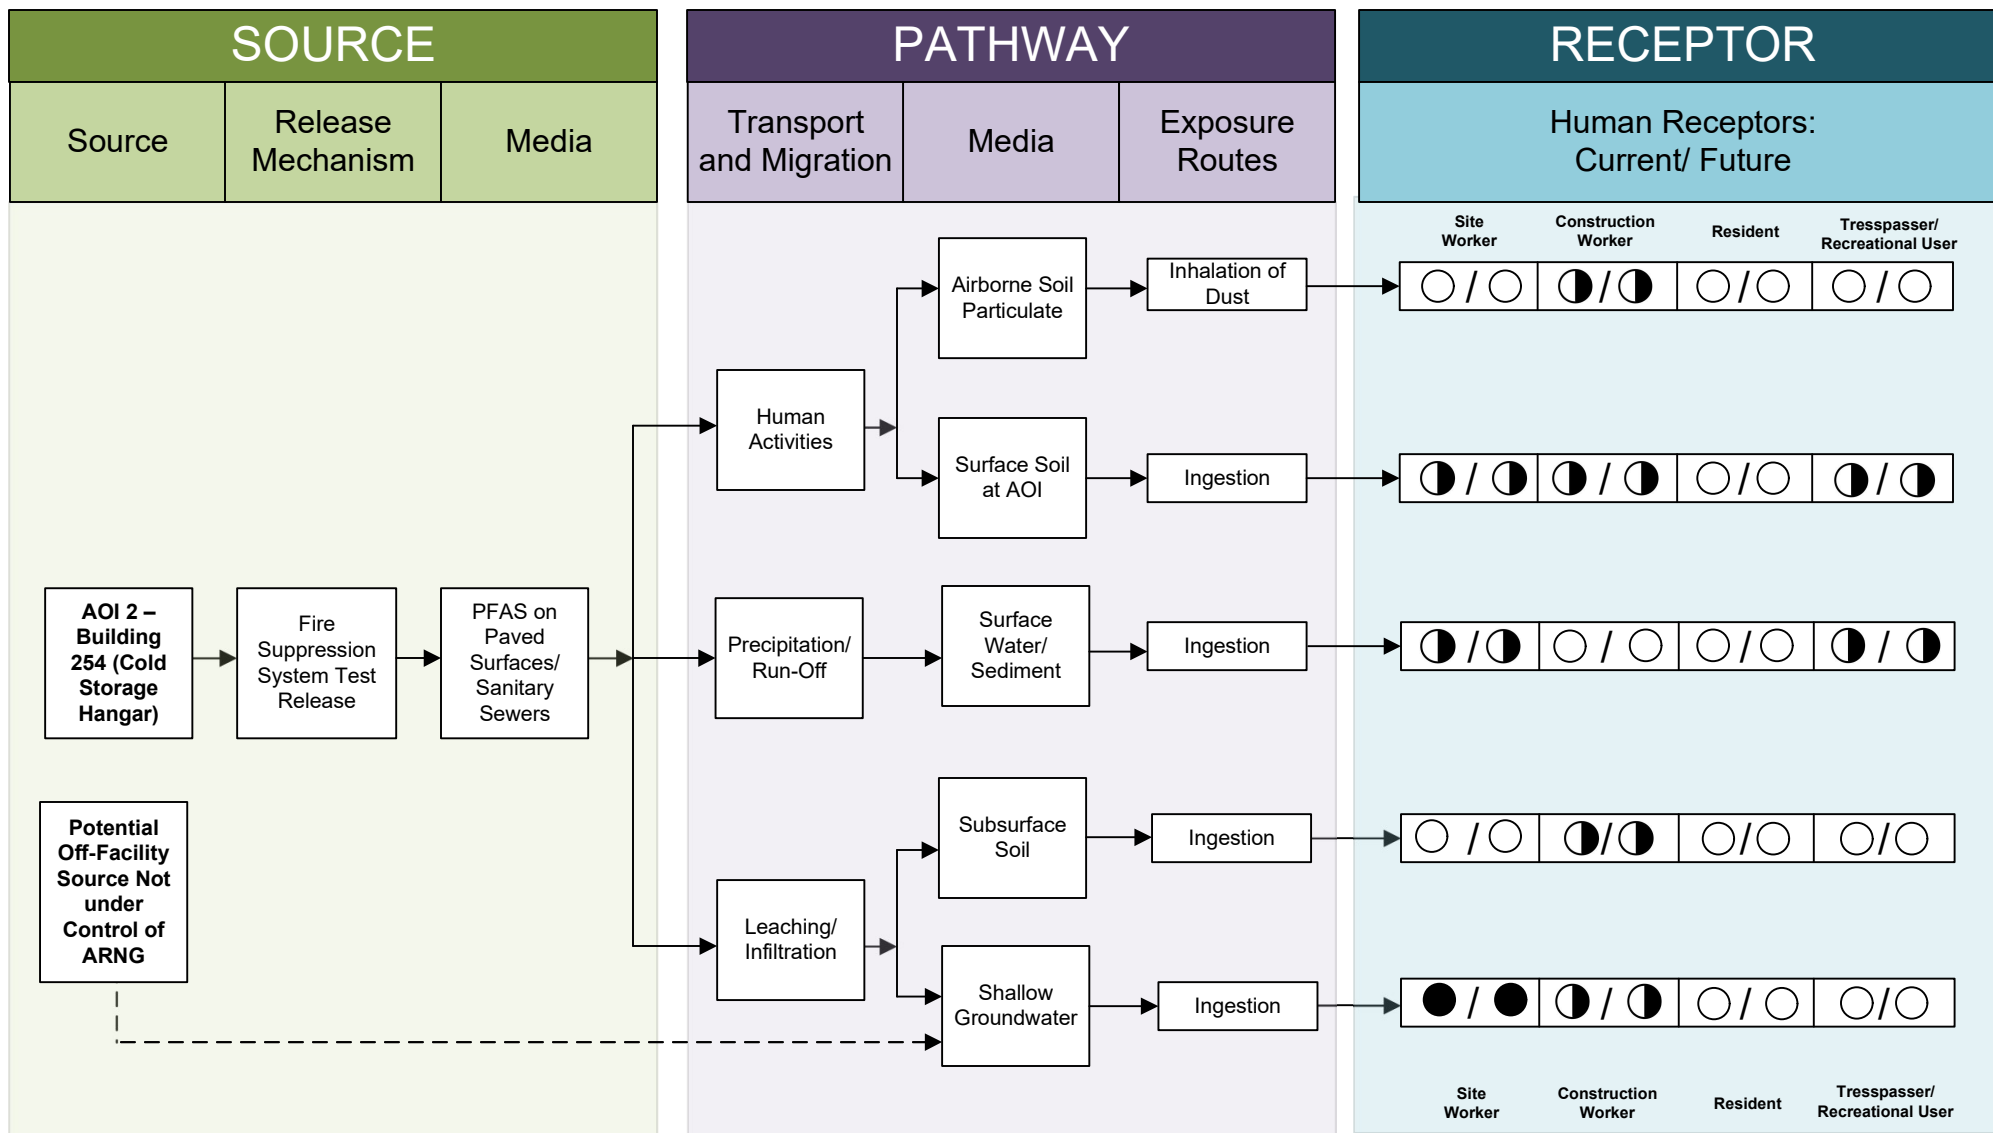 SOURCE
PATHWAY
RECEPTOR
Source
Release
Mechanism
Media
Transport
and Migration
Media
Exposure
Routes
Human Receptors:
Current/ Future
Site
Worker
Construction
Worker
Resident
Tresspasser/
Recreational User
Airborne Soil
Particulate
Inhalation of
Dust
/
/
/
/
Human
Activities
Surface Soil
at AOI
Ingestion
/
/
/
/
AOI 2 –
Building
254 (Cold
Storage
Hangar)
Fire
Suppression
System Test
Release
PFAS on
Paved
Surfaces/
Sanitary
Sewers
Precipitation/
Run-Off
Surface
Water/
Sediment
Ingestion
/
/
/
/
Potential
Off-Facility
Source Not
under
Control of
ARNG
Subsurface
Soil
Ingestion
/
/
/
/
Leaching/
Infiltration
Shallow
Groundwater
Ingestion
/
/
/
/
Site
Worker
Construction
Worker
Resident
Tresspasser/
Recreational User